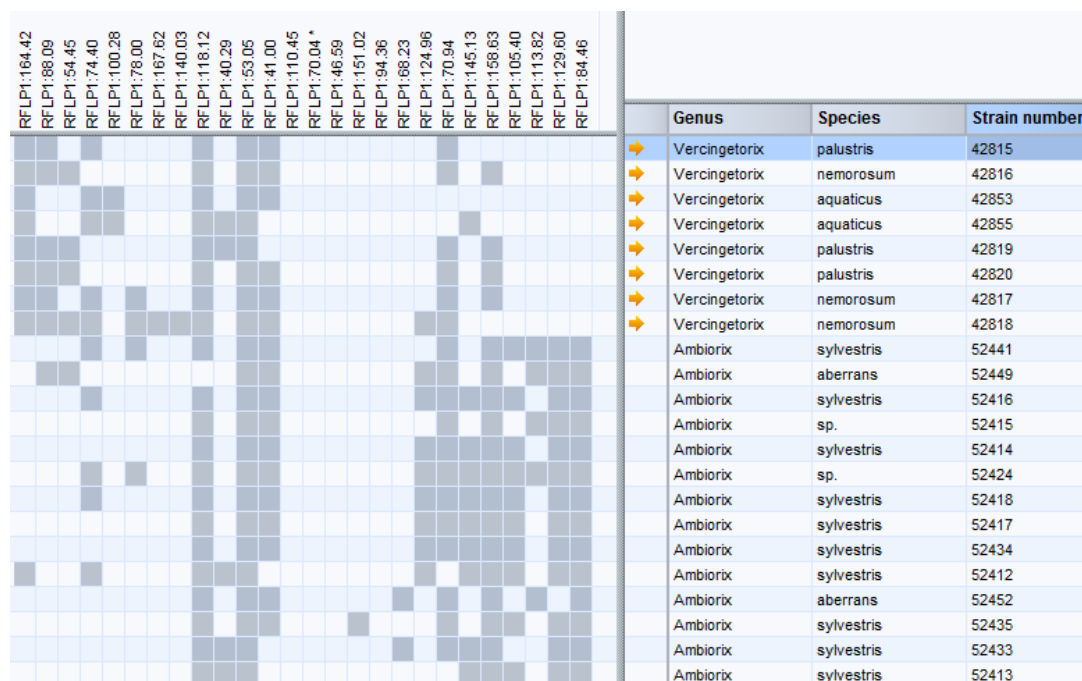 RFLP1:164.42
RFLP1:88.09
RFLP1:54.45
RFLP1:74.40
RFLP1:100.28
RFLP1:78.00
RFLP1:167.62
RFLP1:140.03
RFLP1:118.12
RFLP1:40.29
RFLP1:53.05
RFLP1:41.00
RFLP1:110.45
RFLP1:70.04 *
RFLP1:46.59
RFLP1:151.02
RFLP1:94.36
RFLP1:68.23
RFLP1:124.96
RFLP1:70.94
RFLP1:145.13
RFLP1:158.63
RFLP1:105.40
RFLP1:113.82
RFLP1:129.60
RFLP1:84.46
Genus Species Strain number
Vercingetorix palustris 42815
Vercingetorix nemorosum 42816
Vercingetorix aquaticus 42853
Vercingetorix aquaticus 42855
Vercingetorix palustris 42819
Vercingetorix palustris 42820
Vercingetorix nemorosum 42817
Vercingetorix nemorosum 42818
Ambiorix sylvestris 52441
Ambiorix aberrans 52449
Ambiorix sylvestris 52416
Ambiorix sp. 52415
Ambiorix sylvestris 52414
Ambiorix sp. 52424
Ambiorix sylvestris 52418
Ambiorix sylvestris 52417
Ambiorix sylvestris 52434
Ambiorix sylvestris 52412
Ambiorix aberrans 52452
Ambiorix sylvestris 52435
Ambiorix sylvestris 52433
Ambiorix sylvestris 52413